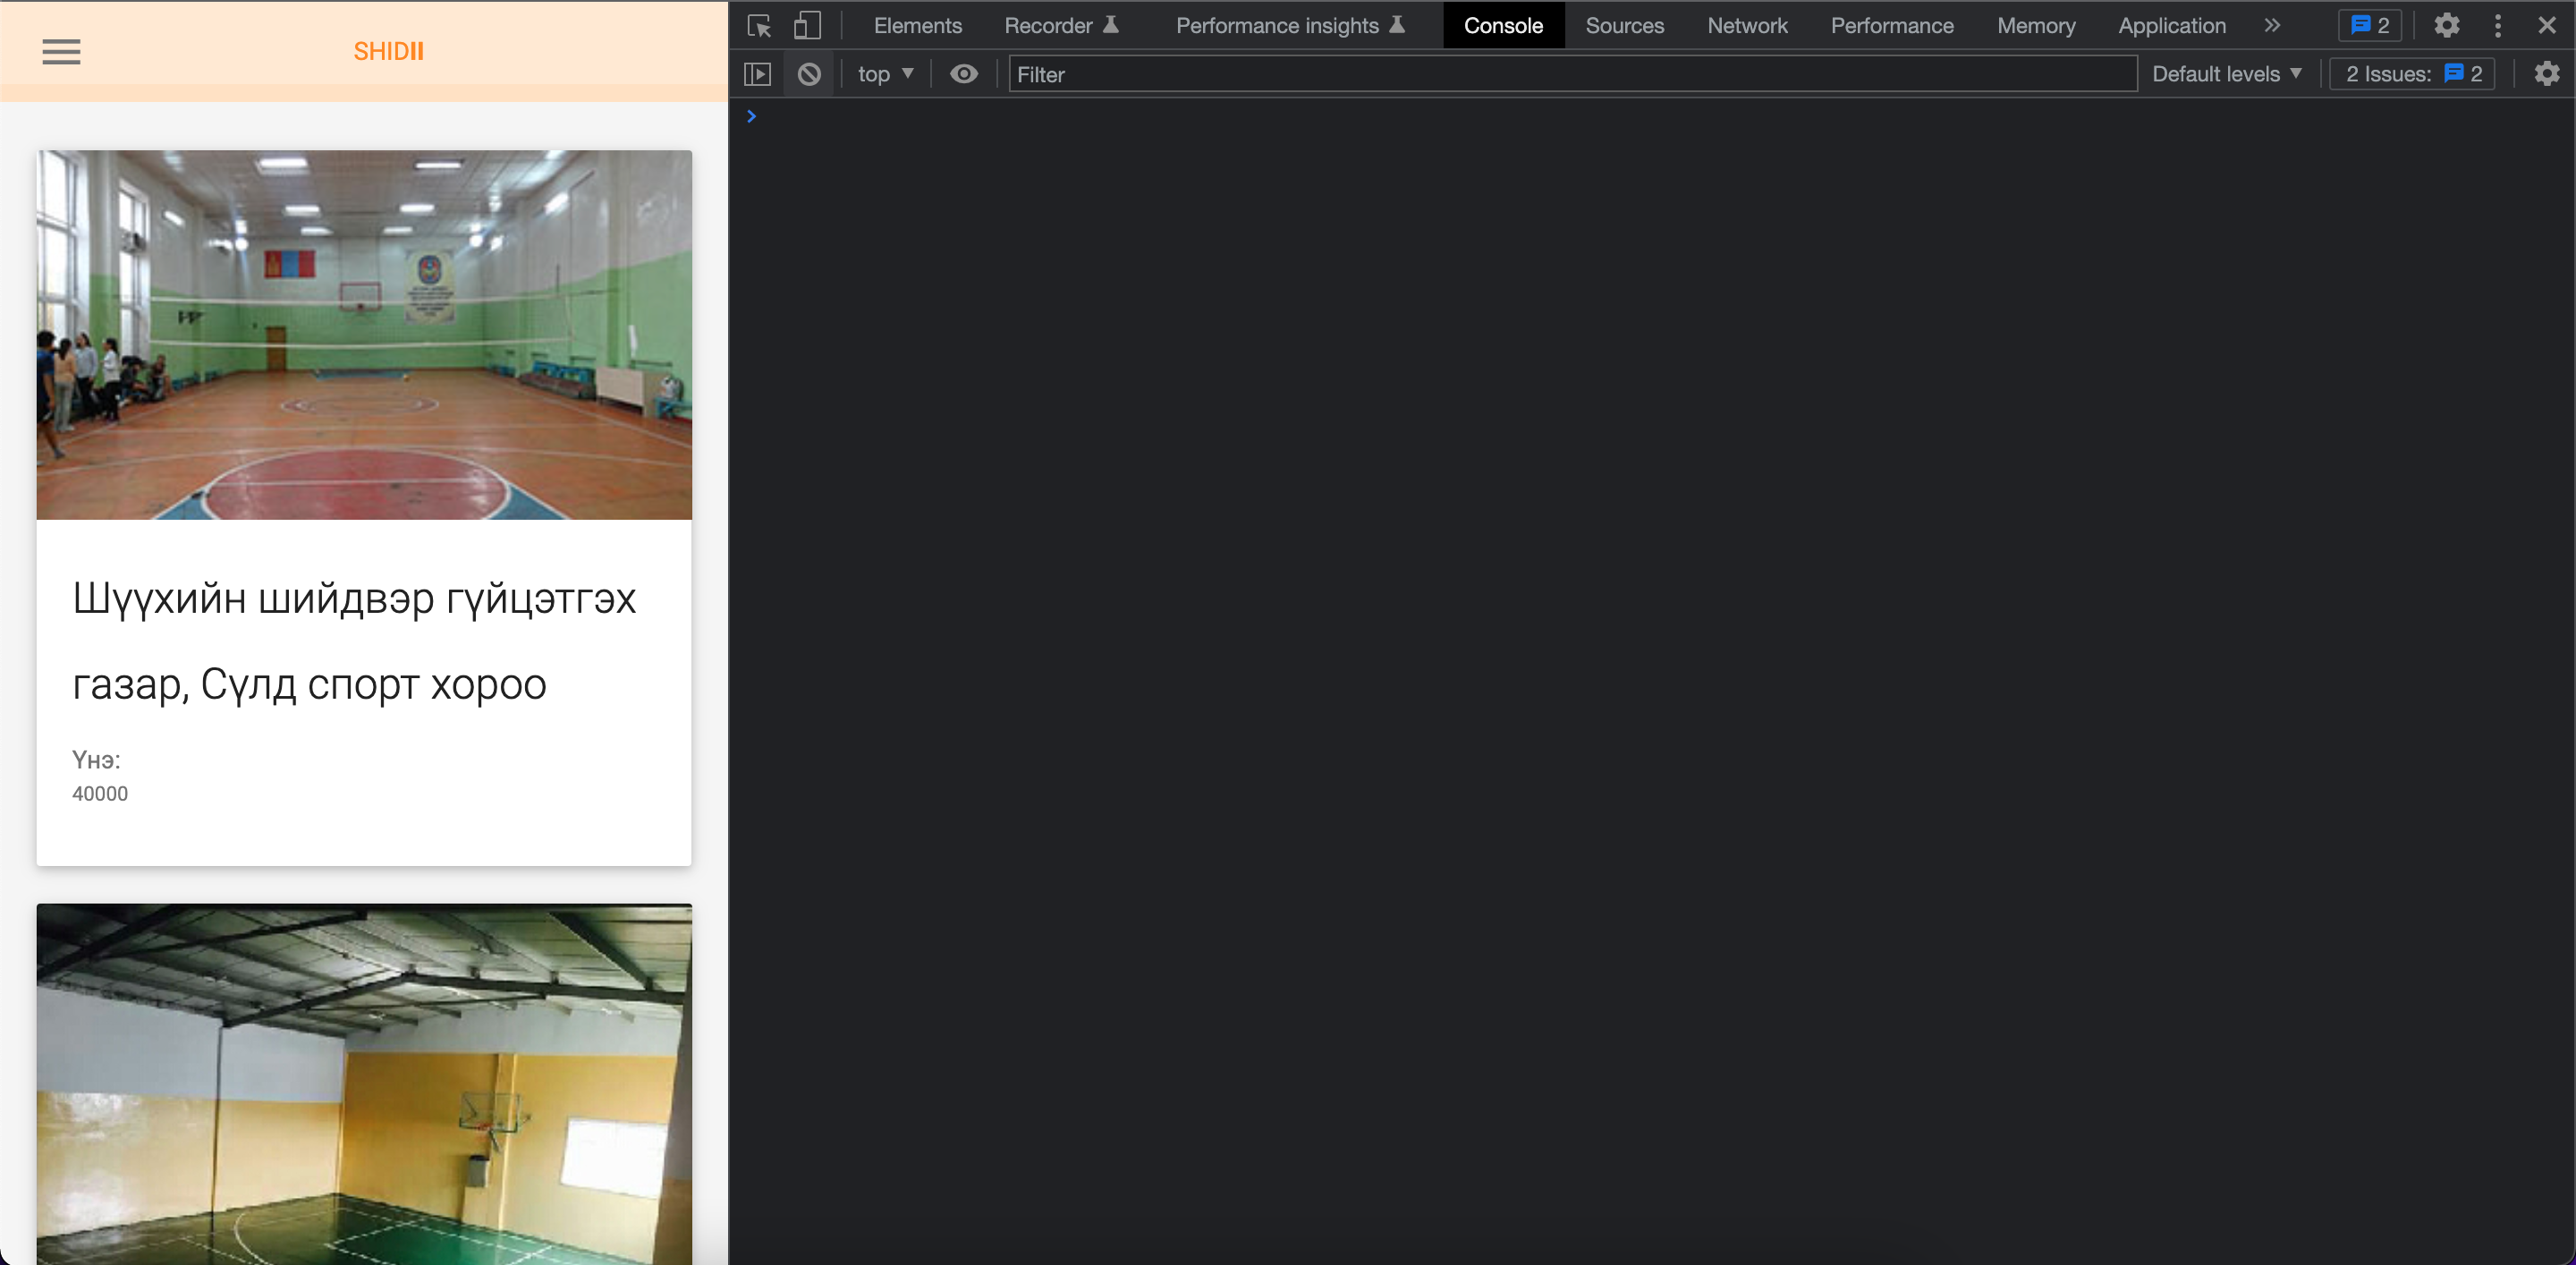 SHIDII
Elements Recorder Performance insights Console Sources Network Performance Memory Application 2
top Filter Default levels 2 Issues: 2
Шүүхийн шийдвэр гүйцэтгэх
газар, Сүлд спорт хороо
Үнэ:
40000